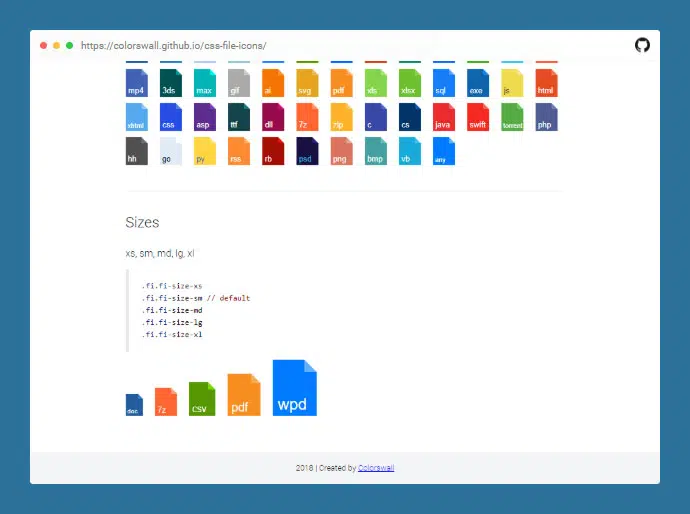 https://colorswall.github.io/css-file-icons/
mp4 3ds max gif ai svg pdf xls xlsx sql exe js html
xhtml css asp ttf dll 7z zip c cs java swift torrent php
hh go py rss rb psd png bmp vb any
Sizes
xs, sm, md, lg, xl
.fi.fi-size-xs
.fi.fi-size-sm // default
.fi.fi-size-md
.fi.fi-size-lg
.fi.fi-size-xl
doc 7z csv pdf wpd
2018 | Created by Colorswall